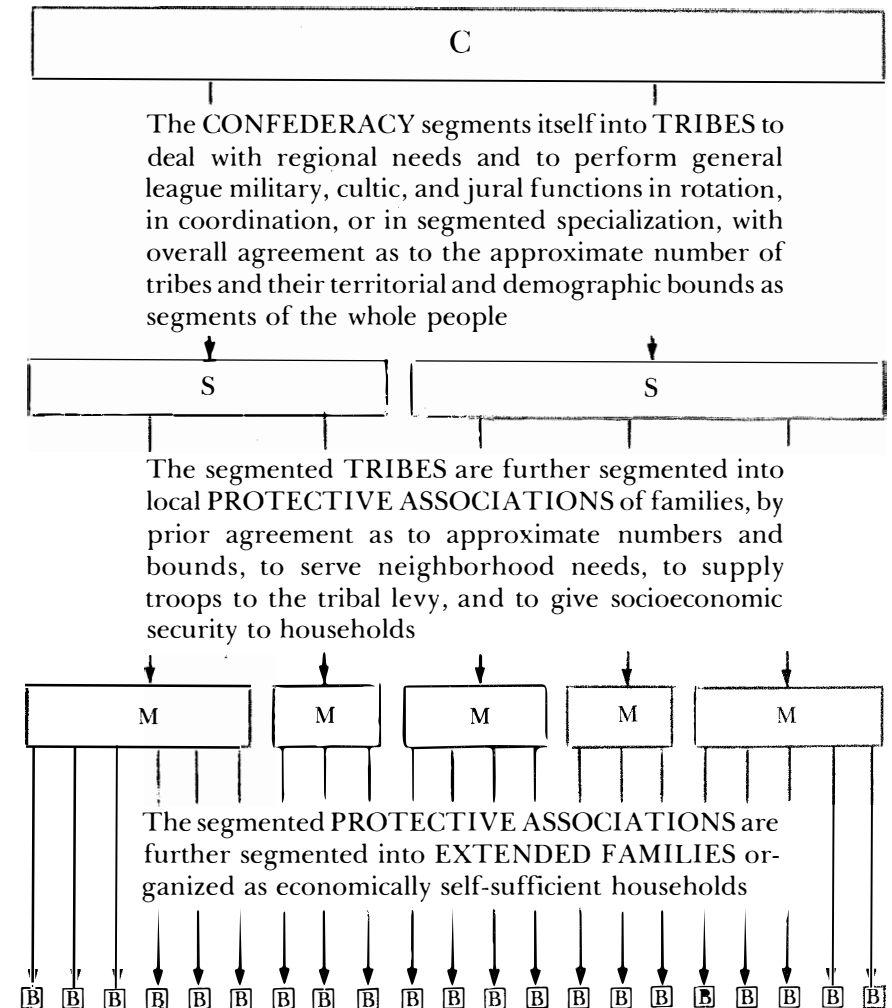 C
The CONFEDERACY segments itself into TRIBES to
deal with regional needs and to perform general
league military, cultic, and jural functions in rotation,
in coordination, or in segmented specialization, with
overall agreement as to the approximate number of
tribes and their territorial and demographic bounds as
segments of the whole people
S S
The segmented TRIBES are further segmented into
local PROTECTIVE ASSOCIATIONS of families, by
prior agreement as to approximate numbers and
bounds, to serve neighborhood needs, to supply
troops to the tribal levy, and to give socioeconomic
security to households
M M M M M
The segmented PROTECTIVE ASSOCIATIONS are
further segmented into EXTENDED FAMILIES or-
ganized as economically self-sufficient households
B B B B B B B B B B B B B B B B B B B B B